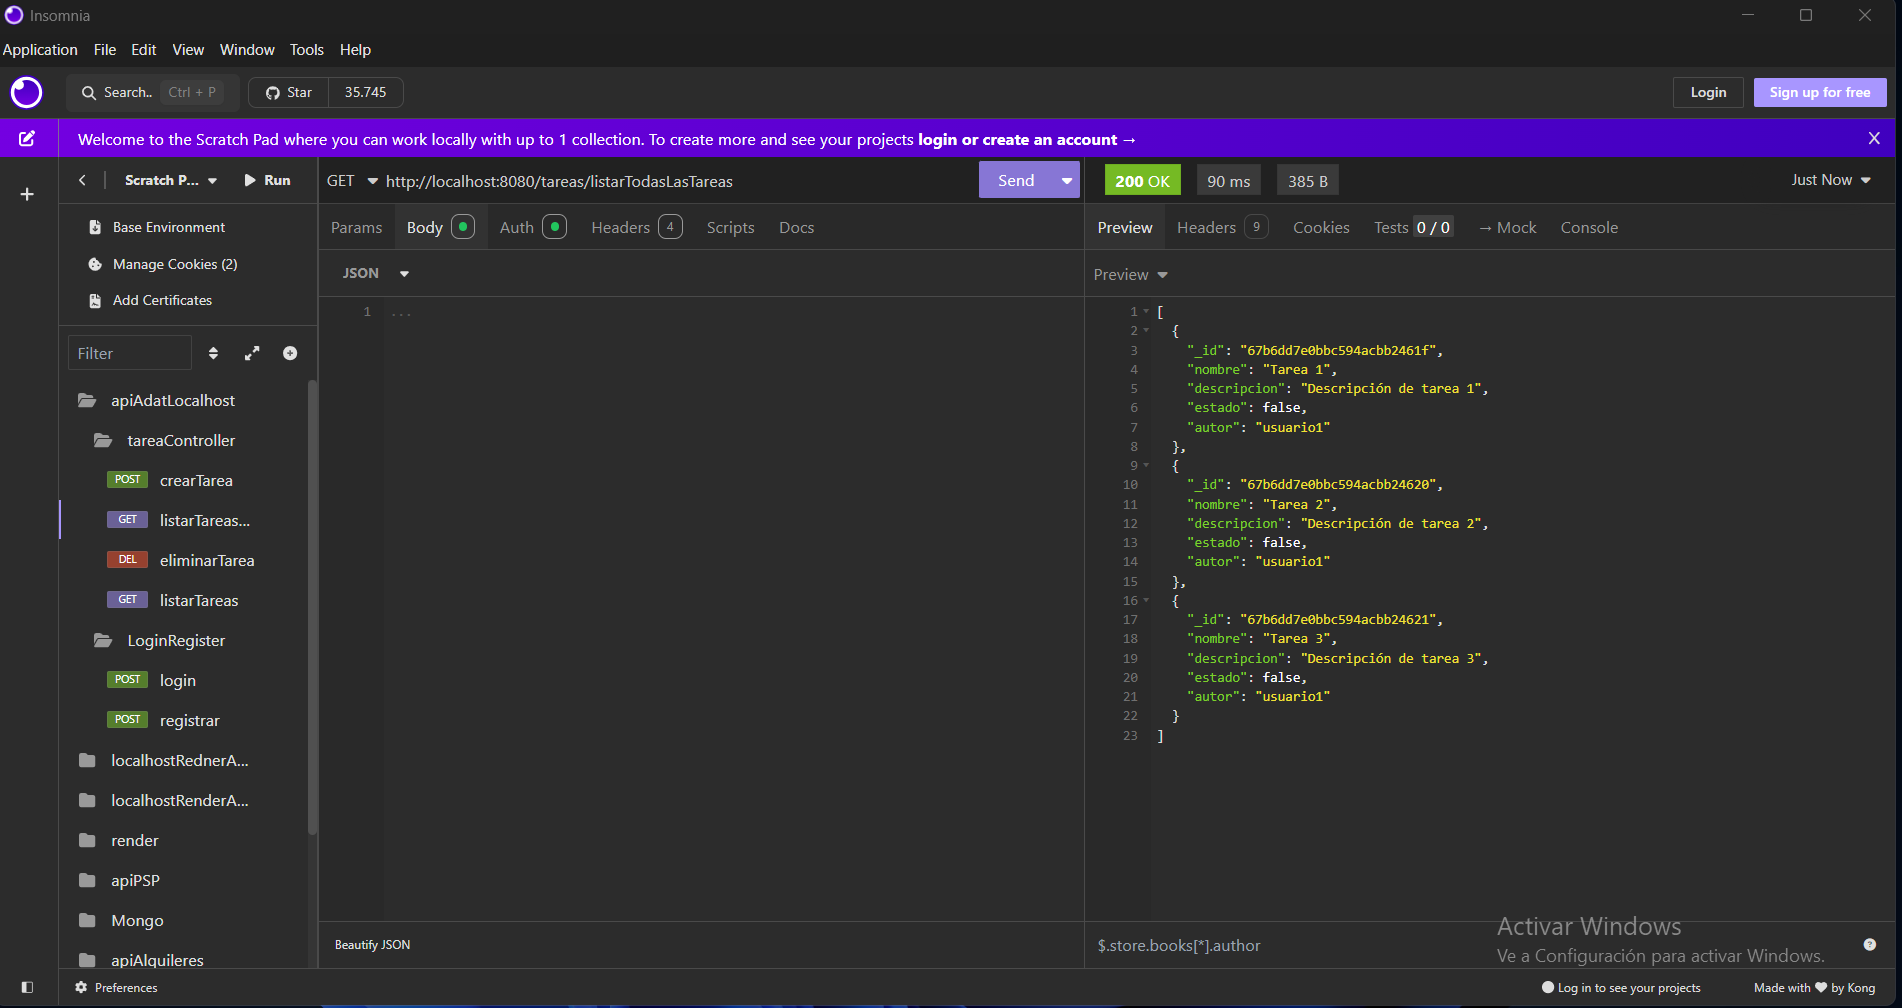 Insomnia
Application File Edit View Window Tools Help
Search.. Ctrl + P Star 35.745 Login Sign up for free
Welcome to the Scratch Pad where you can work locally with up to 1 collection. To create more and see your projects login or create an account →
Scratch P... Run
GET http://localhost:8080/tareas/listarTodasLasTareas Send
200 OK 90 ms 385 B Just Now
Base Environment
Manage Cookies (2)
Add Certificates
Filter
apiAdatLocalhost
tareaController
POST crearTarea
GET listarTareas...
DEL eliminarTarea
GET listarTareas
LoginRegister
POST login
POST registrar
localhostRednerA...
localhostRenderA...
render
apiPSP
Mongo
apiAlquileres
Params Body Auth Headers 4 Scripts Docs
JSON
1 ...
Beautify JSON
Preview Headers 9 Cookies Tests 0 / 0 → Mock Console
Preview
1 [
2 {
3 "_id": "67b6dd7e0bbc594acbb2461f",
4 "nombre": "Tarea 1",
5 "descripcion": "Descripción de tarea 1",
6 "estado": false,
7 "autor": "usuario1"
8 },
9 {
10 "_id": "67b6dd7e0bbc594acbb24620",
11 "nombre": "Tarea 2",
12 "descripcion": "Descripción de tarea 2",
13 "estado": false,
14 "autor": "usuario1"
15 },
16 {
17 "_id": "67b6dd7e0bbc594acbb24621",
18 "nombre": "Tarea 3",
19 "descripcion": "Descripción de tarea 3",
20 "estado": false,
21 "autor": "usuario1"
22 }
23 ]
$.store.books[*].author
Activar Windows
Ve a Configuración para activar Windows.
Preferences
Log in to see your projects Made with ♥ by Kong